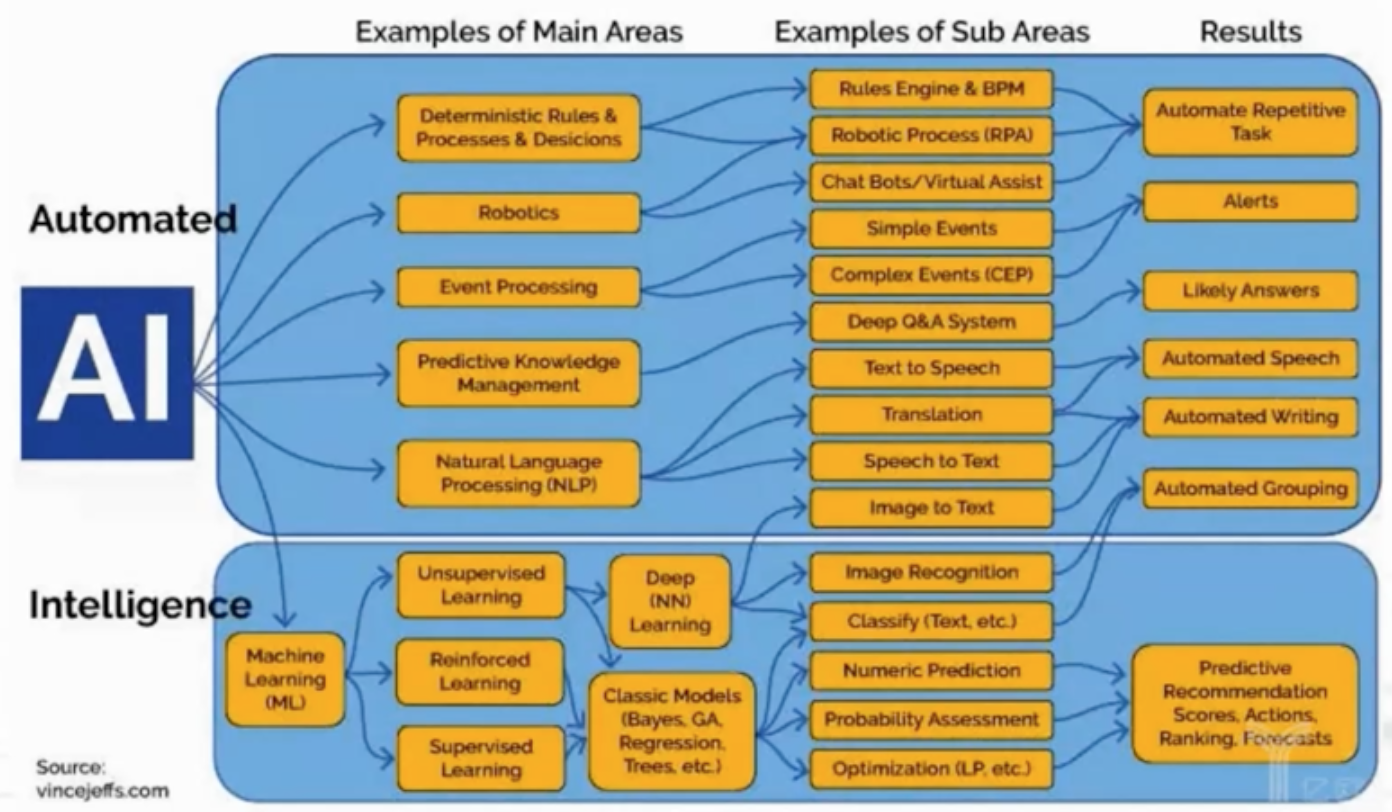 Examples of Main Areas
Examples of Sub Areas
Results
Automated
AI
Deterministic Rules &
Processes & Desicions
Robotics
Event Processing
Predictive Knowledge
Management
Natural Language
Processing (NLP)
Rules Engine & BPM
Robotic Process (RPA)
Chat Bots/Virtual Assist
Simple Events
Complex Events (CEP)
Deep Q&A System
Text to Speech
Translation
Speech to Text
Image to Text
Automate Repetitive
Task
Alerts
Likely Answers
Automated Speech
Automated Writing
Automated Grouping
Intelligence
Machine
Learning
(ML)
Unsupervised
Learning
Reinforced
Learning
Supervised
Learning
Deep
(NN)
Learning
Classic Models
(Bayes, GA,
Regression,
Trees, etc.)
Image Recognition
Classify (Text, etc.)
Numeric Prediction
Probability Assessment
Optimization (LP, etc.)
Predictive
Recommendation
Scores, Actions,
Ranking, Forecasts
Source:
vincejeffs.com